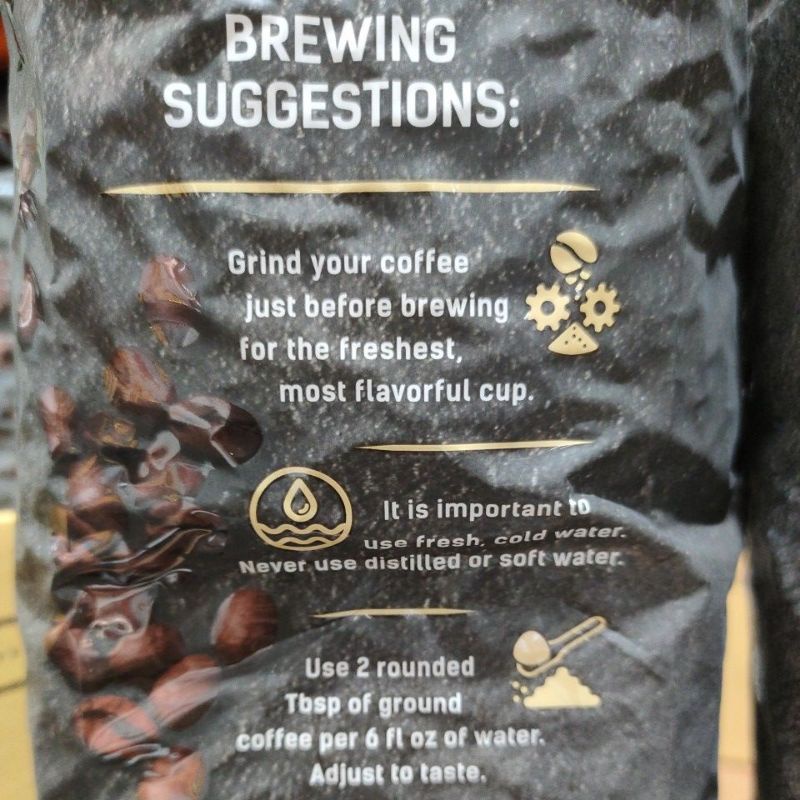 BREWING
SUGGESTIONS:
Grind your coffee
just before brewing
for the freshest,
most flavorful cup.
It is important to
use fresh, cold water.
Never use distilled or soft water.
Use 2 rounded
Tbsp of ground
coffee per 6 fl oz of water.
Adjust to taste.